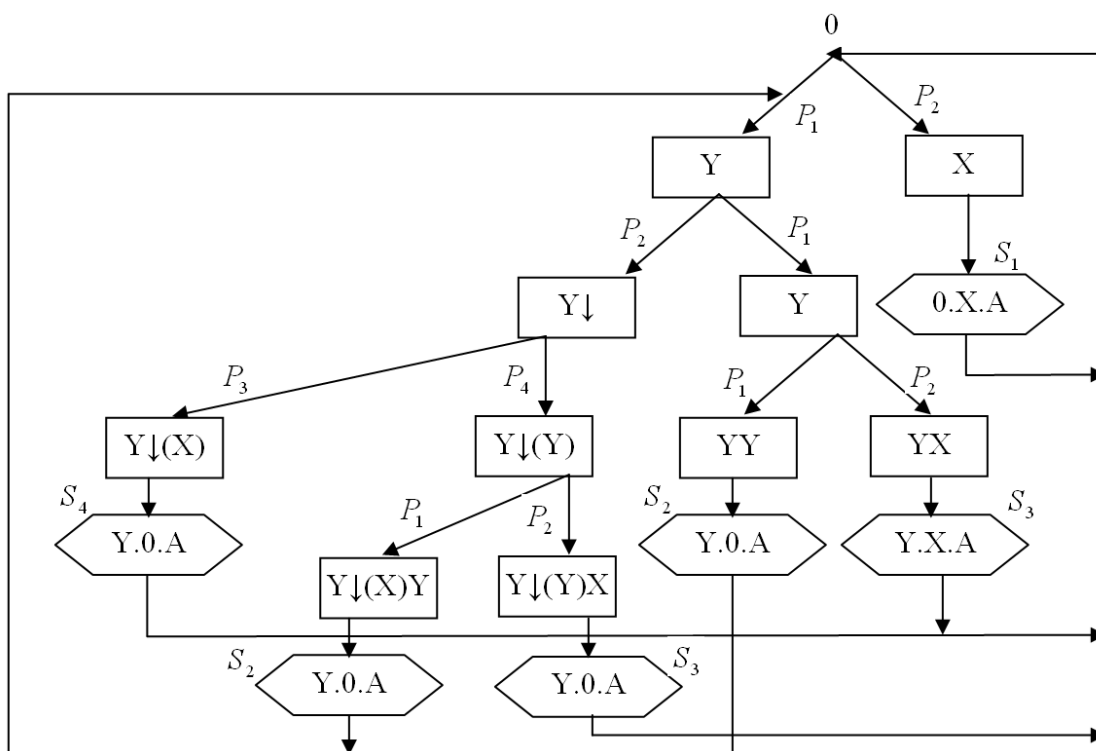 0
P₁ P₂
Y X
P₂ P₁ S₁
Y↓ Y 0.X.A
P₃ P₄ P₁ P₂
Y↓(X) Y↓(Y) YY YX
S₄ S₂ S₃
Y.0.A P₁ P₂ Y.0.A Y.X.A
Y↓(X)Y Y↓(Y)X
S₂ S₃
Y.0.A Y.0.A